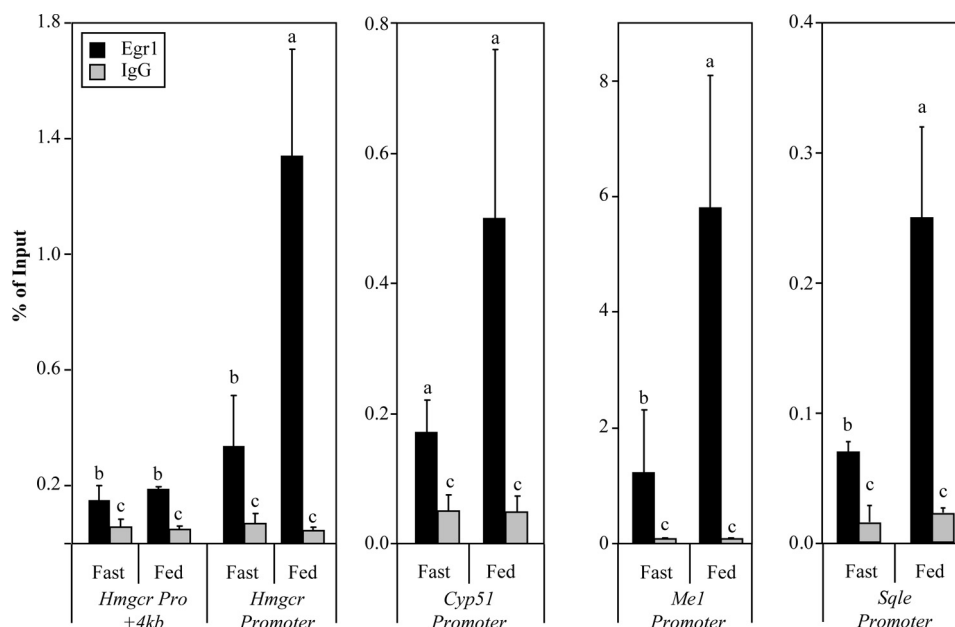 % of Input
1.8
1.4
1.0
0.6
0.2
Egr1
IgG
b
c
b
c
b
c
a
c
Fast
Fed
Fast
Fed
Hmgcr Pro
+4kb
Hmgcr
Promoter
0.8
0.6
0.4
0.2
0.0
a
c
a
c
Fast
Fed
Cyp51
Promoter
8
6
4
2
0
b
c
a
c
Fast
Fed
Me1
Promoter
0.4
0.3
0.2
0.1
0.0
b
c
a
c
Fast
Fed
Sqle
Promoter